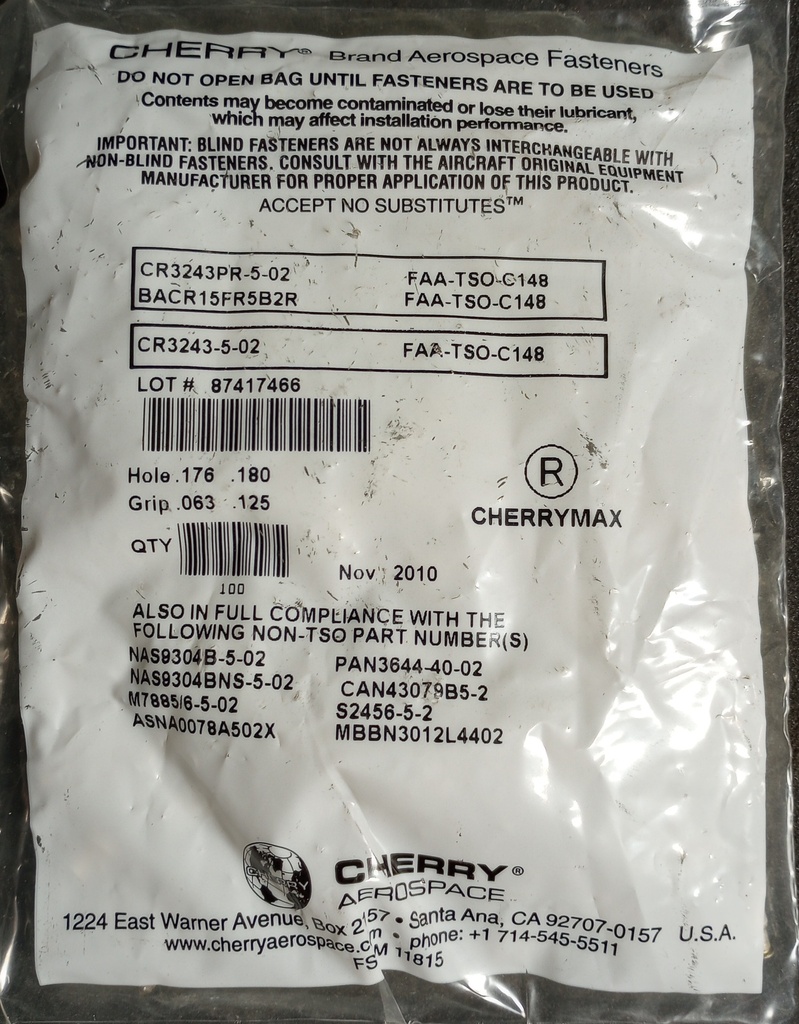 CHERRY® Brand Aerospace Fasteners
DO NOT OPEN BAG UNTIL FASTENERS ARE TO BE USED
Contents may become contaminated or lose their lubricant,
which may affect installation performance.
IMPORTANT: BLIND FASTENERS ARE NOT ALWAYS INTERCHANGEABLE WITH
NON-BLIND FASTENERS. CONSULT WITH THE AIRCRAFT ORIGINAL EQUIPMENT
MANUFACTURER FOR PROPER APPLICATION OF THIS PRODUCT.
ACCEPT NO SUBSTITUTES™
CR3243PR-5-02 FAA-TSO-C148
BACR15FR5B2R FAA-TSO-C148
CR3243-5-02 FAA-TSO-C148
LOT # 87417466
Hole .176 .180
Grip .063 .125
R
CHERRYMAX
QTY
100
Nov 2010
ALSO IN FULL COMPLIANCE WITH THE
FOLLOWING NON-TSO PART NUMBER(S)
NAS9304B-5-02 PAN3644-40-02
NAS9304BNS-5-02 CAN43079B5-2
M7885/6-5-02 S2456-5-2
ASNA0078A502X MBBN3012L4402
CHERRY
CHERRY®
AEROSPACE
1224 East Warner Avenue, Box 2157 • Santa Ana, CA 92707-0157 U.S.A.
www.cherryaerospace.com • phone: +1 714-545-5511
FS M 11815